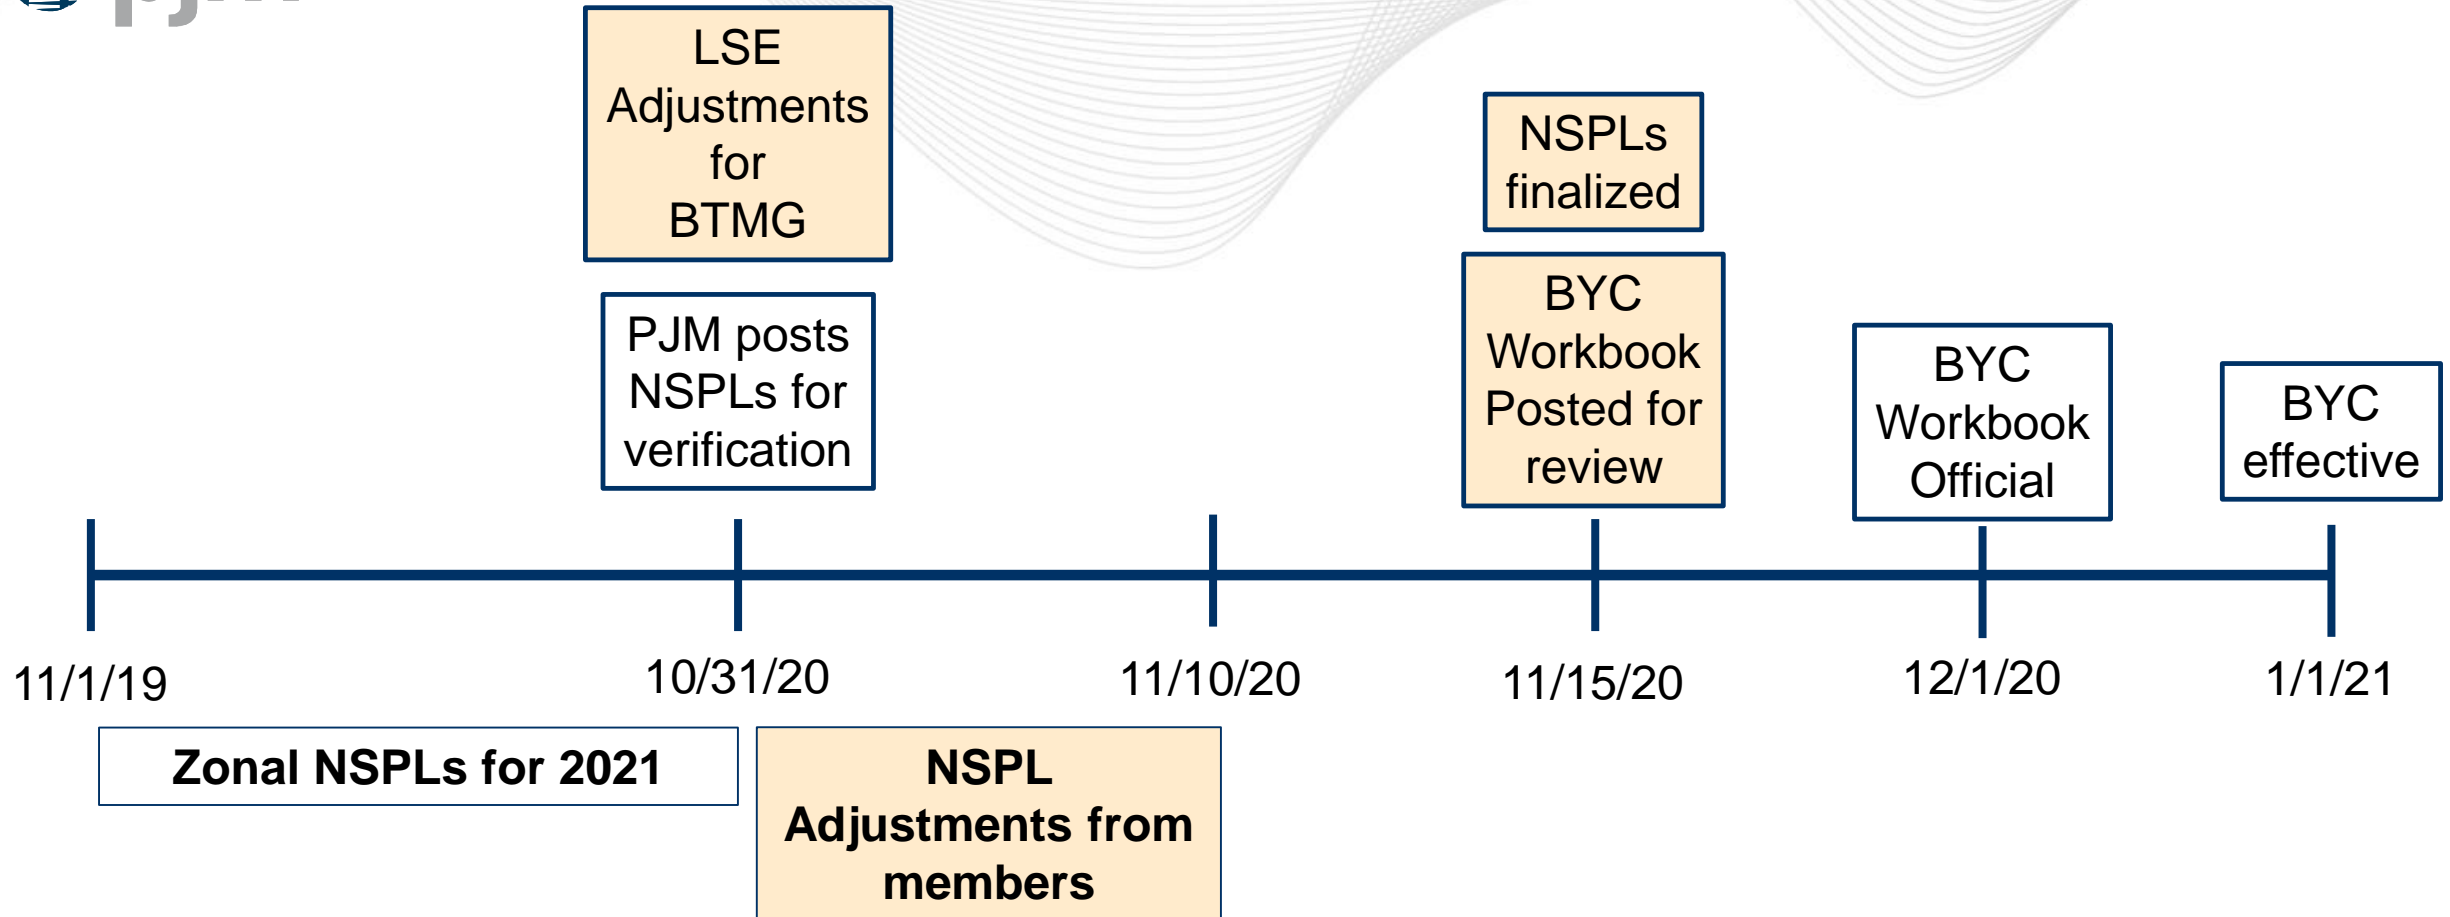 pjm
LSE
Adjustments
for
BTMG
PJM posts
NSPLs for
verification
NSPLs
finalized
BYC
Workbook
Posted for
review
BYC
Workbook
Official
BYC
effective
11/1/19
10/31/20
11/10/20
11/15/20
12/1/20
1/1/21
Zonal NSPLs for 2021
NSPL
Adjustments from
members